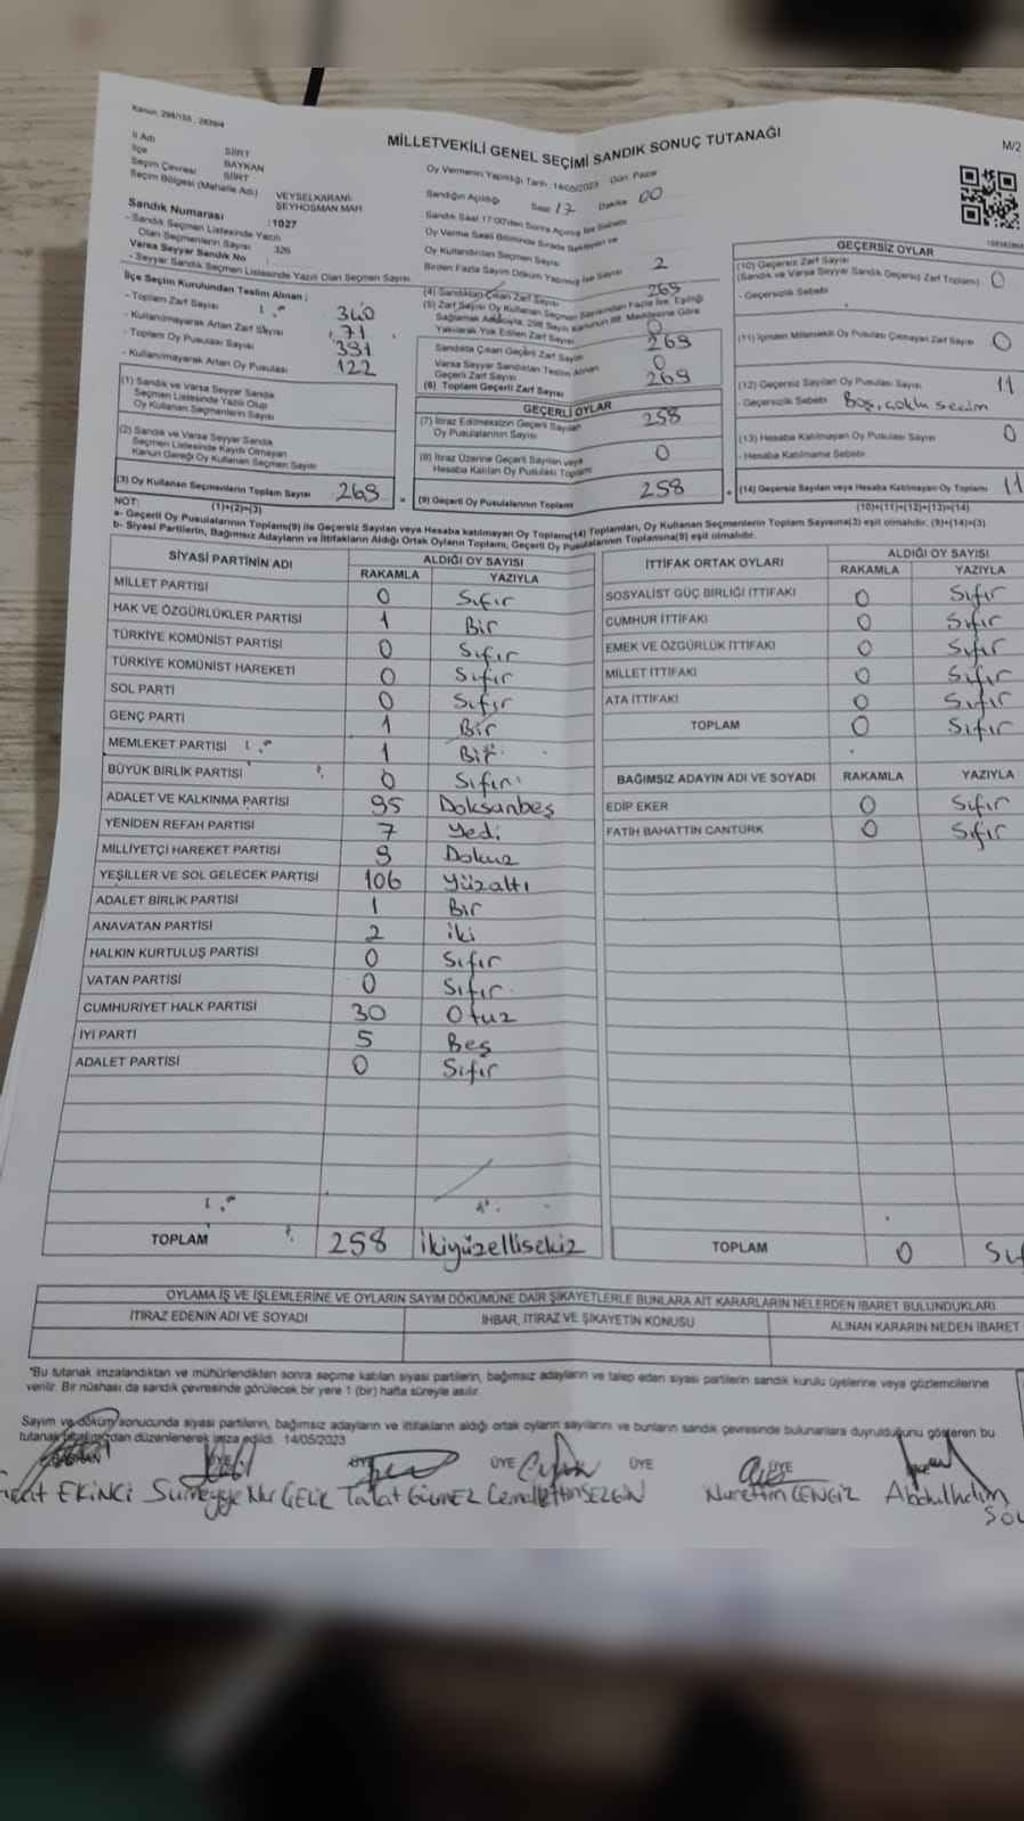 Kanun: 298/105 - 2839/4
MİLLETVEKİLİ GENEL SEÇİMİ SANDIK SONUÇ TUTANAĞI
M/2
İl Adı SİİRT
İlçe BAYKAN
Seçim Çevresi SİİRT
Seçim Bölgesi (Mahalle Adı) VEYSELKARANİ ŞEYHOSMAN MAH.
Sandık Numarası : 1027
- Sandık Seçmen Listesinde Yazılı
Olan Seçmenlerin Sayısı 326
Varsa Seyyar Sandık No
- Seyyar Sandık Seçmen Listesinde Yazılı Olan Seçmen Sayısı
Oy Vermenin Yapıldığı Tarih 14/05/2023 Gün Pazar
Sandığın Açıldığı Saat 17 Dakika 00
Sandık Saat 17:00'den Sonra Açılmış İse Sebebi
Oy Verme Saati Bitiminde Sırada Bekleyen ve
Oy Kullandırılan Seçmen Sayısı
Birden Fazla Sayım Döküm Yapılmış İse Sayısı 2
İlçe Seçim Kurulundan Teslim Alınan :
- Toplam Zarf Sayısı 340
- Kullanılmayarak Artan Zarf Sayısı 71
- Toplam Oy Pusulası Sayısı 391
- Kullanılmayarak Artan Oy Pusulası 122
(1) Sandık ve Varsa Seyyar Sandık
Seçmen Listesinde Yazılı Olup
Oy Kullanan Seçmenlerin Sayısı
(2) Sandık ve Varsa Seyyar Sandık
Seçmen Listesinde Kaydı Olmayan
Kanun Gereği Oy Kullanan Seçmen Sayısı
(3) Oy Kullanan Seçmenlerin Toplam Sayısı 269
(1)+(2)=(3)
(4) Sandıktan Çıkan Zarf Sayısı 269
(5) Zarf Sayısı Oy Kullanan Seçmen Sayısından Fazla İse, Eşitliği
Sağlamak Amacıyla, 298 Sayılı Kanunun 98. Maddesine Göre
Yakılarak Yok Edilen Zarf Sayısı 0
Sandıkta Çıkan Geçerli Zarf Sayısı 269
Varsa Seyyar Sandıktan Teslim Alınan
Geçerli Zarf Sayısı 0
(6) Toplam Geçerli Zarf Sayısı 269
GEÇERLİ OYLAR
(7) İtiraz Edilmeksizin Geçerli Sayılan
Oy Pusulalarının Sayısı 258
(8) İtiraz Üzerine Geçerli Sayılan veya
Hesaba Katılan Oy Pusulası Toplamı 0
(9) Geçerli Oy Pusulalarının Toplamı 258
GEÇERSİZ OYLAR
(10) Geçersiz Zarf Sayısı
(Sandık ve Varsa Seyyar Sandık Geçersiz Zarf Toplamı) 0
- Geçersizlik Sebebi
(11) İçinden Milletvekili Oy Pusulası Çıkmayan Zarf Sayısı 0
(12) Geçersiz Sayılan Oy Pusulası Sayısı 11
- Geçersizlik Sebebi Boş, çoklu seçim
(13) Hesaba Katılmayan Oy Pusulası Sayısı 0
- Hesaba Katılmama Sebebi
(14) Geçersiz Sayılan veya Hesaba Katılmayan Oy Toplamı 11
(10)+(11)+(12)+(13)=(14)
NOT:
a- Geçerli Oy Pusulalarının Toplamı(9) ile Geçersiz Sayılan veya Hesaba katılmayan Oy Toplamı(14) Toplamları, Oy Kullanan Seçmenlerin Toplam Sayısına(3) eşit olmalıdır. (9)+(14)=(3)
b- Siyasi Partilerin, Bağımsız Adayların ve İttifakların Aldığı Ortak Oyların Toplamı, Geçerli Oy Pusulalarının Toplamına(9) eşit olmalıdır.
SİYASİ PARTİNİN ADI ALDIĞI OY SAYISI
RAKAMLA YAZIYLA
MİLLET PARTİSİ 0 Sıfır
HAK VE ÖZGÜRLÜKLER PARTİSİ 1 Bir
TÜRKİYE KOMÜNİST PARTİSİ 0 Sıfır
TÜRKİYE KOMÜNİST HAREKETİ 0 Sıfır
SOL PARTİ 0 Sıfır
GENÇ PARTİ 1 Bir
MEMLEKET PARTİSİ 1 Bir
BÜYÜK BİRLİK PARTİSİ 0 Sıfır
ADALET VE KALKINMA PARTİSİ 95 Doksanbeş
YENİDEN REFAH PARTİSİ 7 Yedi
MİLLİYETÇİ HAREKET PARTİSİ 9 Dokuz
YEŞİLLER VE SOL GELECEK PARTİSİ 106 Yüzaltı
ADALET BİRLİK PARTİSİ 1 Bir
ANAVATAN PARTİSİ 2 iki
HALKIN KURTULUŞ PARTİSİ 0 Sıfır
VATAN PARTİSİ 0 Sıfır
CUMHURİYET HALK PARTİSİ 30 Otuz
İYİ PARTİ 5 Beş
ADALET PARTİSİ 0 Sıfır
TOPLAM 258 İkiyüzellisekiz
İTTİFAK ORTAK OYLARI ALDIĞI OY SAYISI
RAKAMLA YAZIYLA
SOSYALİST GÜÇ BİRLİĞİ İTTİFAKI 0 Sıfır
CUMHUR İTTİFAKI 0 Sıfır
EMEK VE ÖZGÜRLÜK İTTİFAKI 0 Sıfır
MİLLET İTTİFAKI 0 Sıfır
ATA İTTİFAKI 0 Sıfır
TOPLAM 0 Sıfır
BAĞIMSIZ ADAYIN ADI VE SOYADI RAKAMLA YAZIYLA
EDİP EKER 0 Sıfır
FATİH BAHATTİN CANTÜRK 0 Sıfır
TOPLAM 0 Sıf
OYLAMA İŞ VE İŞLEMLERİNE VE OYLARIN SAYIM DÖKÜMÜNE DAİR ŞİKAYETLERLE BUNLARA AİT KARARLARIN NELERDEN İBARET BULUNDUKLARI
İTİRAZ EDENİN ADI VE SOYADI İHBAR, İTİRAZ VE ŞİKAYETİN KONUSU ALINAN KARARIN NEDEN İBARET
*Bu tutanak imzalandıktan ve mühürlendikten sonra seçime katılan siyasi partilerin, bağımsız adayların ve talep eden siyasi partilerin sandık kurulu üyelerine veya gözlemcilerine
verilir. Bir nüshası da sandık çevresinde görülecek bir yere 1 (bir) hafta süreyle asılır.
Sayım ve döküm sonucunda siyasi partilerin, bağımsız adayların ve ittifakların aldığı ortak oyların sayılarını ve bunların sandık çevresinde bulunanlara duyrulduğunu gösteren bu
tutanak tarafımızdan düzenlenerek imza edildi. 14/05/2023
ÜYE ÜYE ÜYE ÜYE ÜYE
EKİNCİ Sümeyye Nur ÇELİK Talat GÜLMEZ Cemalettin SEZGİN Nurettin CENGİZ Abdulhalim